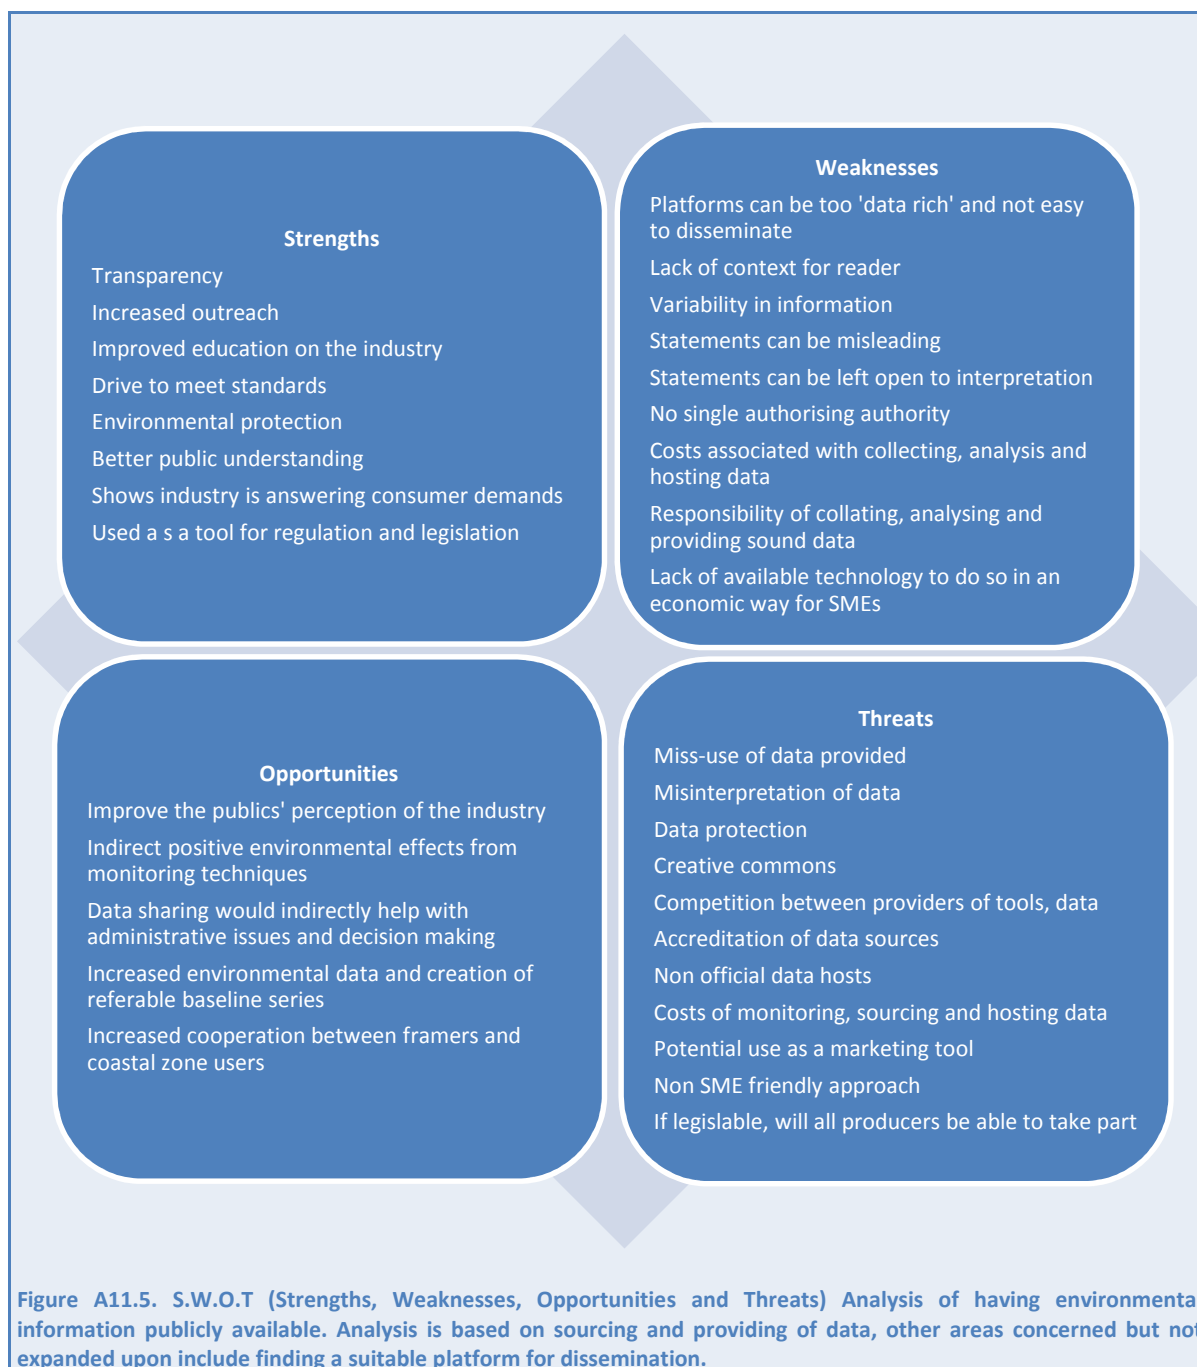 Strengths
Transparency
Increased outreach
Improved education on the industry
Drive to meet standards
Environmental protection
Better public understanding
Shows industry is answering consumer demands
Used a s a tool for regulation and legislation
Weaknesses
Platforms can be too 'data rich' and not easy
to disseminate
Lack of context for reader
Variability in information
Statements can be misleading
Statements can be left open to interpretation
No single authorising authority
Costs associated with collecting, analysis and
hosting data
Responsibility of collating, analysing and
providing sound data
Lack of available technology to do so in an
economic way for SMEs
Opportunities
Improve the publics' perception of the industry
Indirect positive environmental effects from
monitoring techniques
Data sharing would indirectly help with
administrative issues and decision making
Increased environmental data and creation of
referable baseline series
Increased cooperation between framers and
coastal zone users
Threats
Miss-use of data provided
Misinterpretation of data
Data protection
Creative commons
Competition between providers of tools, data
Accreditation of data sources
Non official data hosts
Costs of monitoring, sourcing and hosting data
Potential use as a marketing tool
Non SME friendly approach
If legislable, will all producers be able to take part
Figure A11.5. S.W.O.T (Strengths, Weaknesses, Opportunities and Threats) Analysis of having environmenta
information publicly available. Analysis is based on sourcing and providing of data, other areas concerned but not
expanded upon include finding a suitable platform for dissemination.